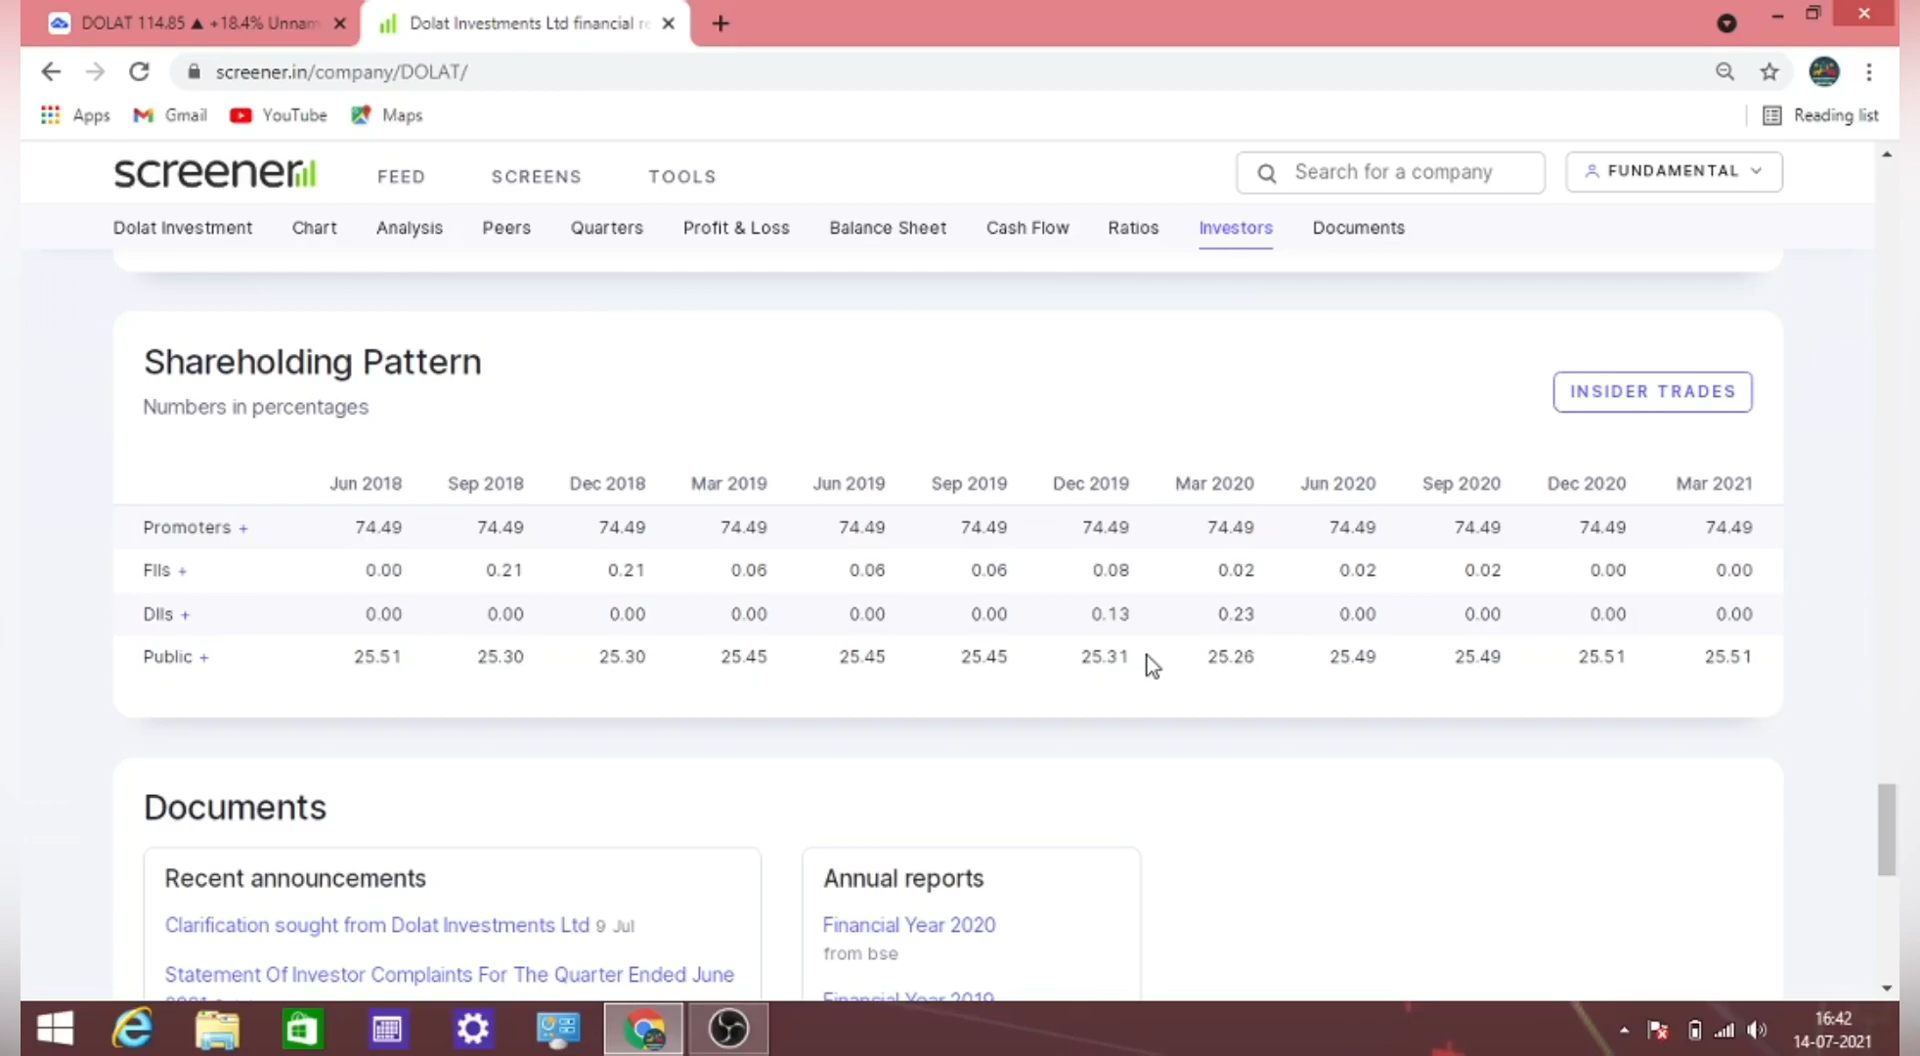 DOLAT 114.85 ▲ +18.4% Unnam
Dolat Investments Ltd financial re
screener.in/company/DOLAT/
Apps Gmail YouTube Maps Reading list
screener FEED SCREENS TOOLS Search for a company FUNDAMENTAL
Dolat Investment Chart Analysis Peers Quarters Profit & Loss Balance Sheet Cash Flow Ratios Investors Documents
Shareholding Pattern
Numbers in percentages
INSIDER TRADES
Jun 2018 Sep 2018 Dec 2018 Mar 2019 Jun 2019 Sep 2019 Dec 2019 Mar 2020 Jun 2020 Sep 2020 Dec 2020 Mar 2021
Promoters + 74.49 74.49 74.49 74.49 74.49 74.49 74.49 74.49 74.49 74.49 74.49 74.49
FIIs + 0.00 0.21 0.21 0.06 0.06 0.06 0.08 0.02 0.02 0.02 0.00 0.00
DIIs + 0.00 0.00 0.00 0.00 0.00 0.00 0.13 0.23 0.00 0.00 0.00 0.00
Public + 25.51 25.30 25.30 25.45 25.45 25.45 25.31 25.26 25.49 25.49 25.51 25.51
Documents
Recent announcements
Clarification sought from Dolat Investments Ltd 9 Jul
Statement Of Investor Complaints For The Quarter Ended June
Annual reports
Financial Year 2020
from bse
Financial Year 2019
16:42
14-07-2021